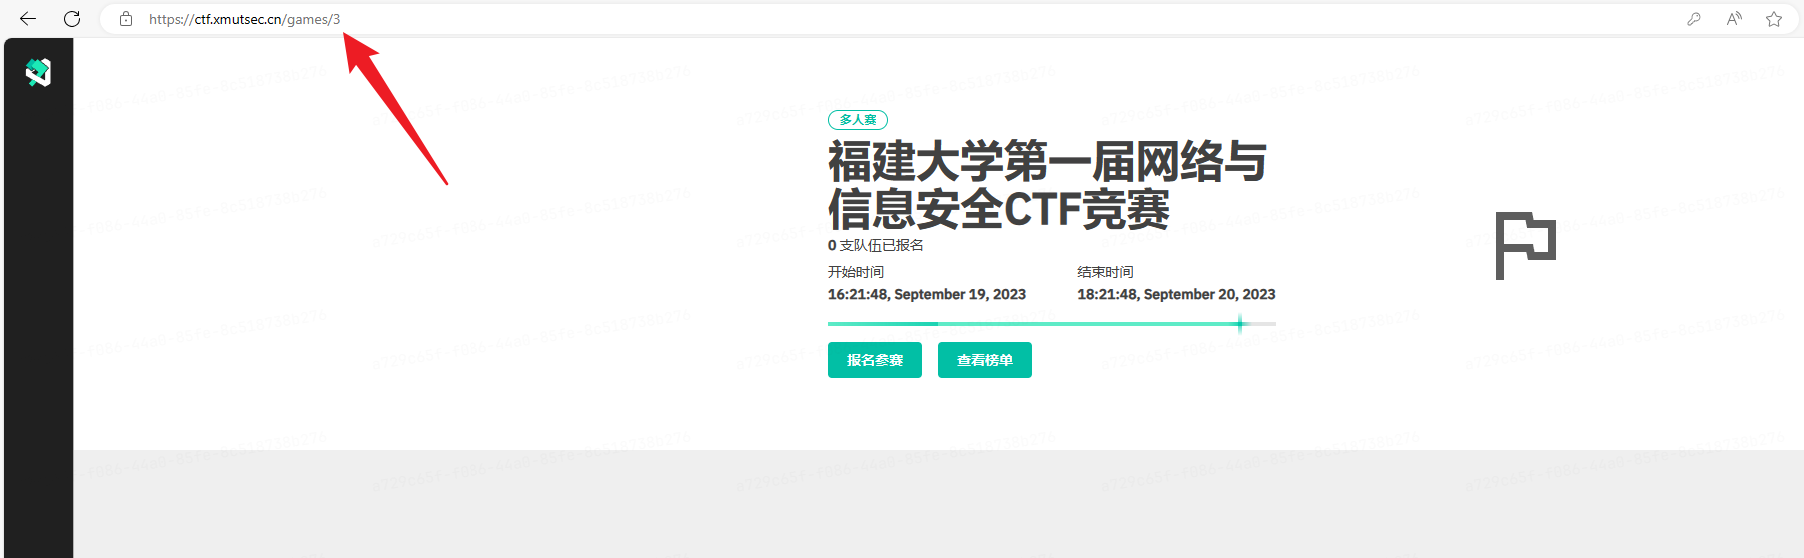 https://ctf.xmutsec.cn/games/3
多人赛
福建大学第一届网络与
信息安全CTF竞赛
0 支队伍已报名
开始时间 结束时间
16:21:48, September 19, 2023 18:21:48, September 20, 2023
报名参赛 查看榜单